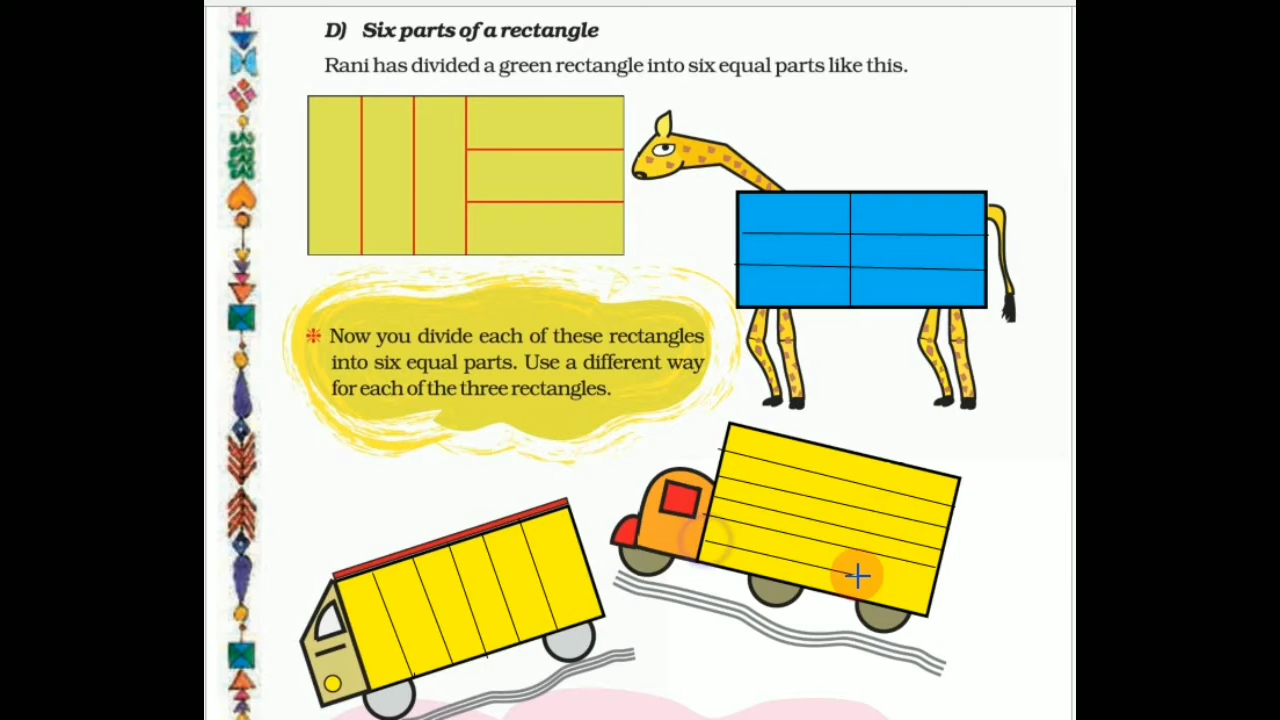 D) Six parts of a rectangle
Rani has divided a green rectangle into six equal parts like this.
❈ Now you divide each of these rectangles
into six equal parts. Use a different way
for each of the three rectangles.